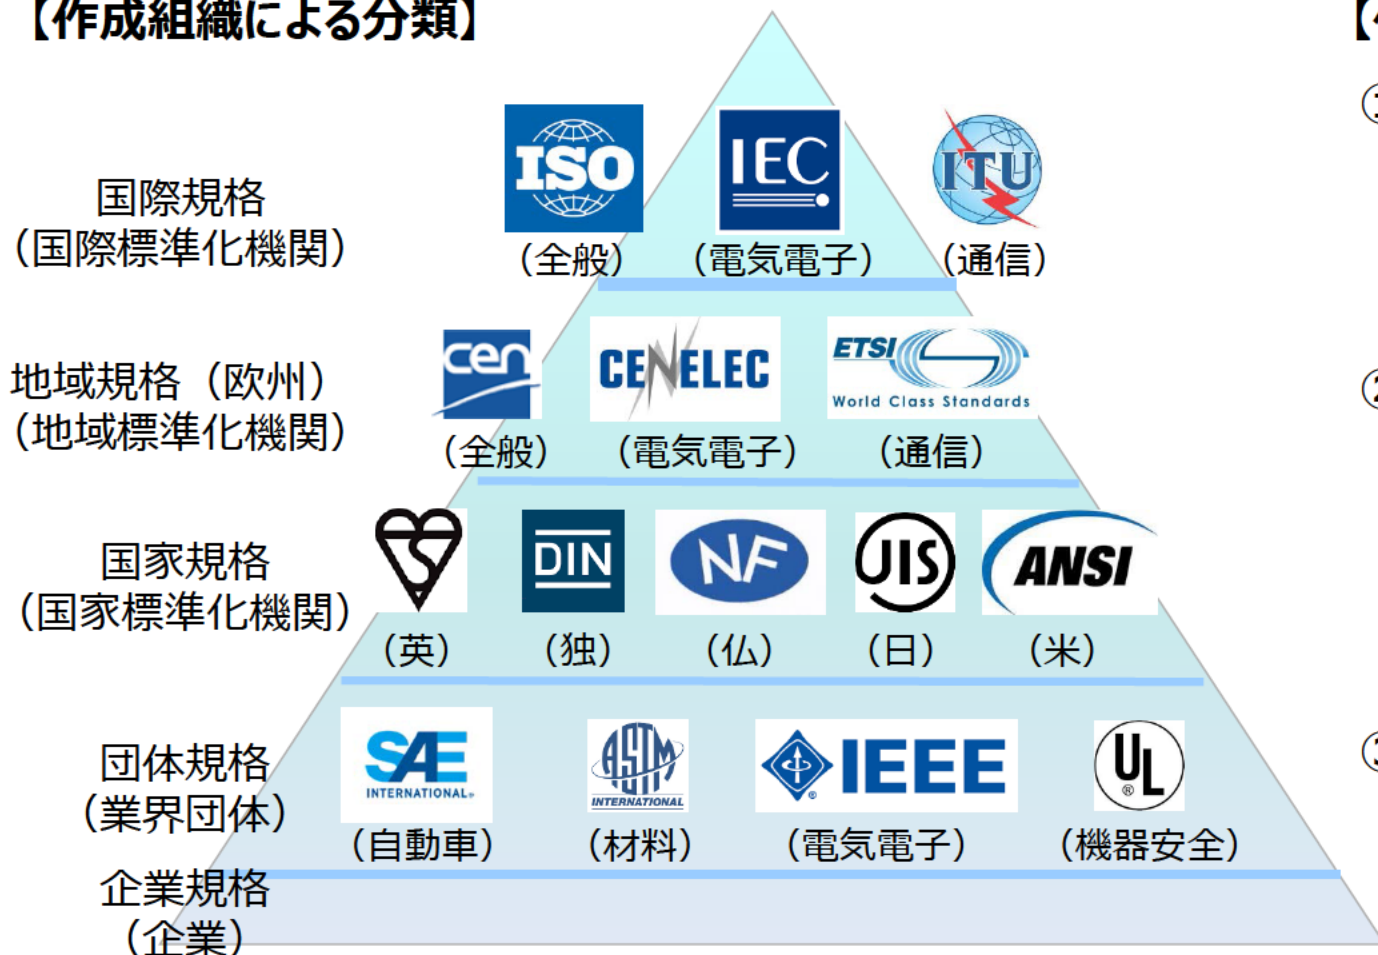 【作成組織による分類】
ISO
IEC
ITU
国際規格
（国際標準化機関）
（全般）
（電気電子）
（通信）
cen
CENELEC
ETSI
World Class Standards
地域規格（欧州）
（地域標準化機関）
（全般）
（電気電子）
（通信）
DIN
NF
JIS
ANSI
国家規格
（国家標準化機関）
（英）
（独）
（仏）
（日）
（米）
SAE
INTERNATIONAL®
ASTM
INTERNATIONAL
IEEE
®
UL
®
団体規格
（業界団体）
（自動車）
（材料）
（電気電子）
（機器安全）
企業規格
（企業）